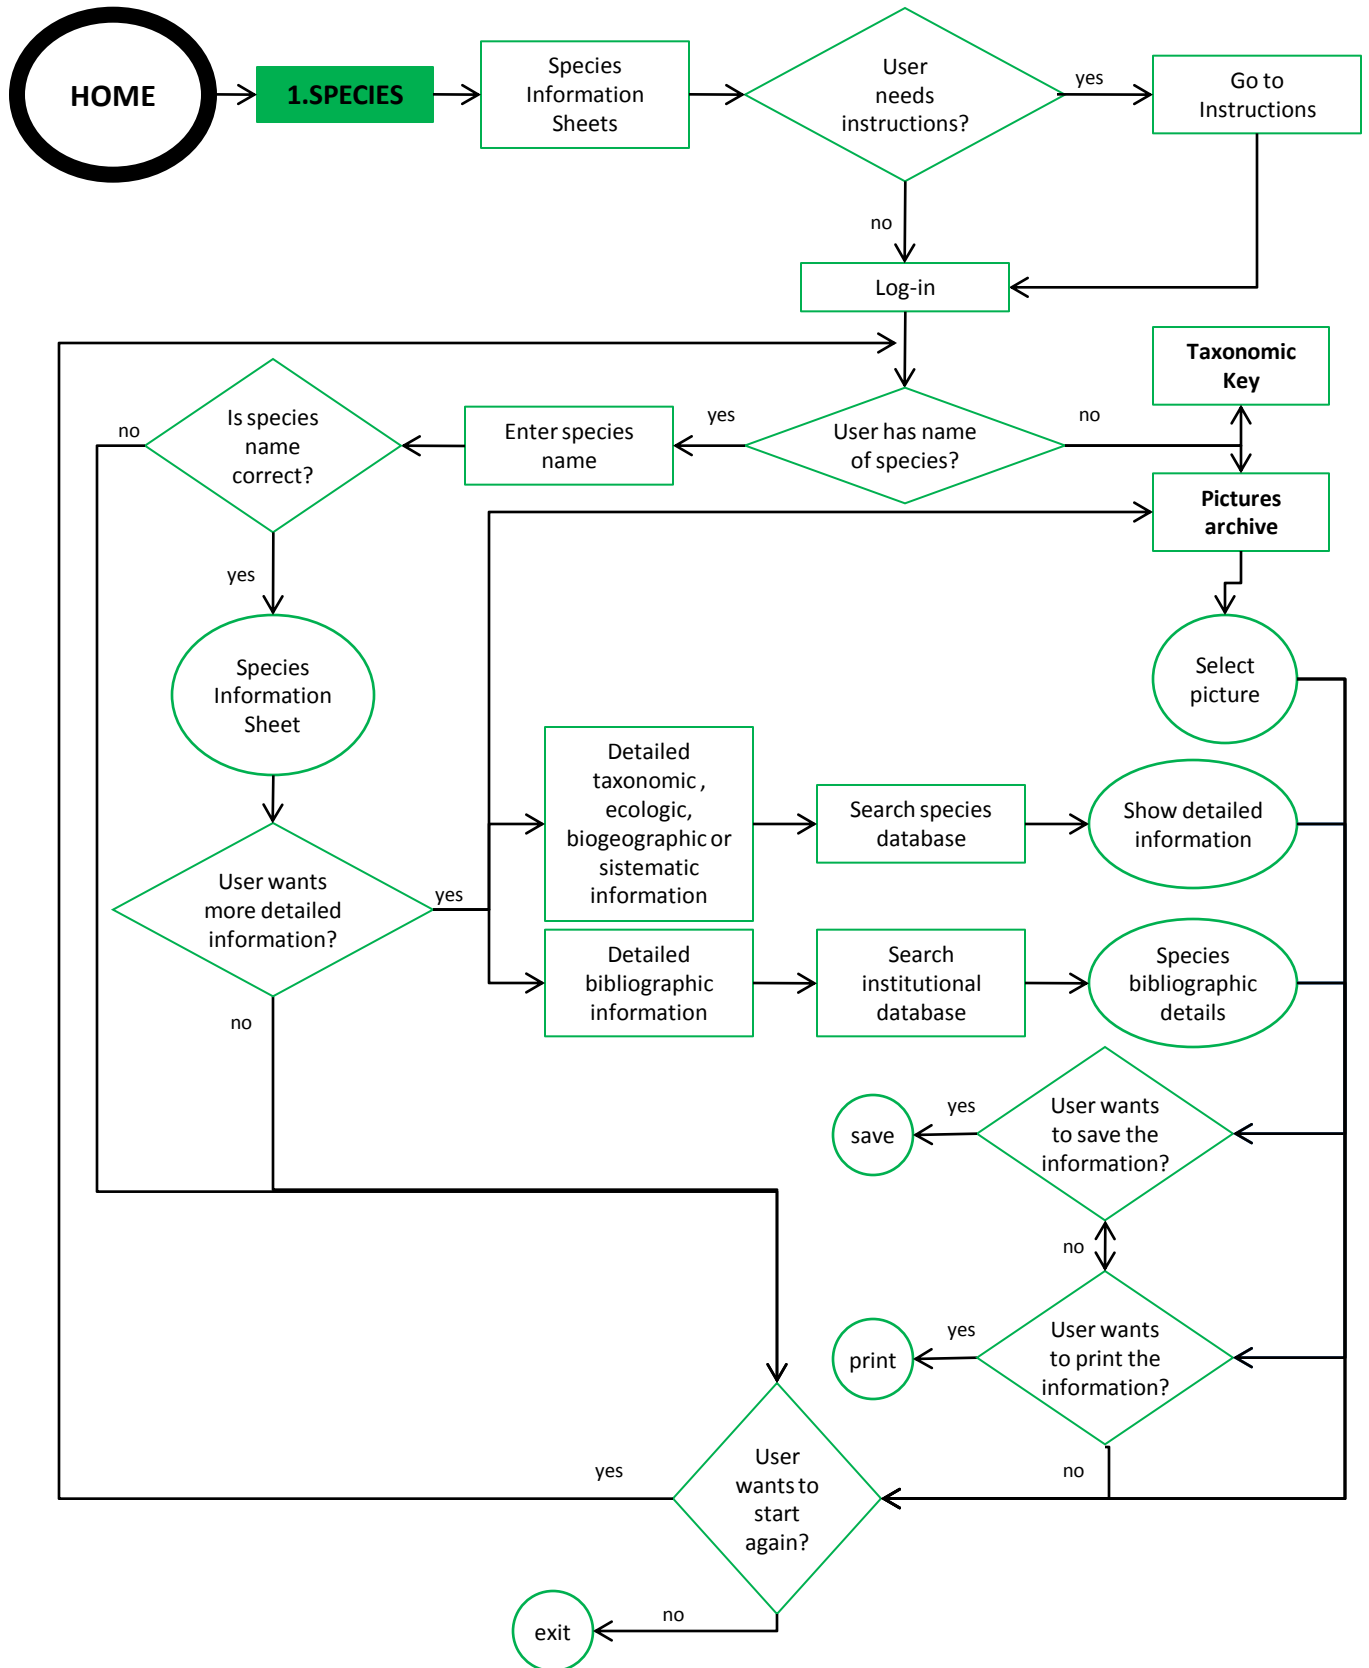 HOME
1.SPECIES
Species
Information
Sheets
User
needs
instructions?
yes
Go to
Instructions
no
Log-in
Taxonomic
Key
no
Is species
name
correct?
Enter species
name
yes
User has name
of species?
no
Pictures
archive
yes
Species
Information
Sheet
Select
picture
Detailed
taxonomic ,
ecologic,
biogeographic or
sistematic
information
Search species
database
Show detailed
information
User wants
more detailed
information?
yes
Detailed
bibliographic
information
Search
institutional
database
Species
bibliographic
details
no
save
yes
User wants
to save the
information?
no
print
yes
User wants
to print the
information?
no
yes
User
wants to
start
again?
no
exit